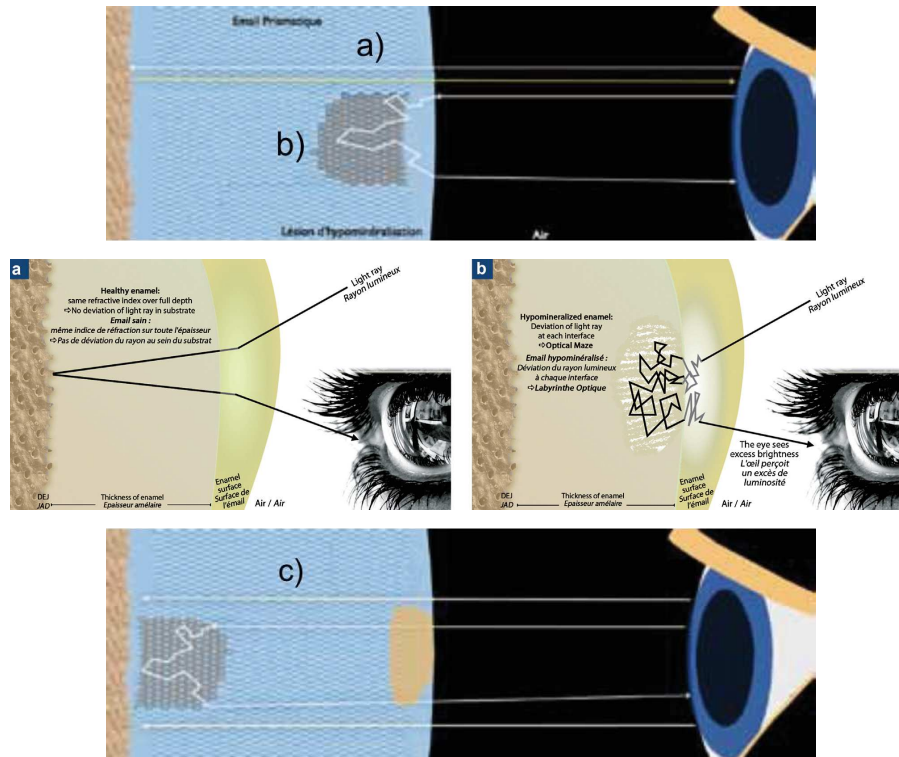 Email Prismatique
a)
b)
Lésion d'hypominéralisation
Air
a
Healthy enamel:
same refractive index over full depth
⇨No deviation of light ray in substrate
Email sain :
même indice de réfraction sur toute l'épaisseur
⇨Pas de déviation du rayon au sein du substrat
Light ray
Rayon lumineux
Enamel
surface
Surface de
l'émail
DEJ
JAD
Thickness of enamel
Epaisseur amélaire
Air / Air
b
Hypomineralized enamel:
Deviation of light ray
at each interface
⇨Optical Maze
Email hypominéralisé :
Déviation du rayon lumineux
à chaque interface
⇨Labyrinthe Optique
Light ray
Rayon lumineux
The eye sees
excess brightness
L'œil perçoit
un excès de
luminosité
Enamel
surface
Surface de
l'émail
DEJ
JAD
Thickness of enamel
Epaisseur amélaire
Air / Air
c)